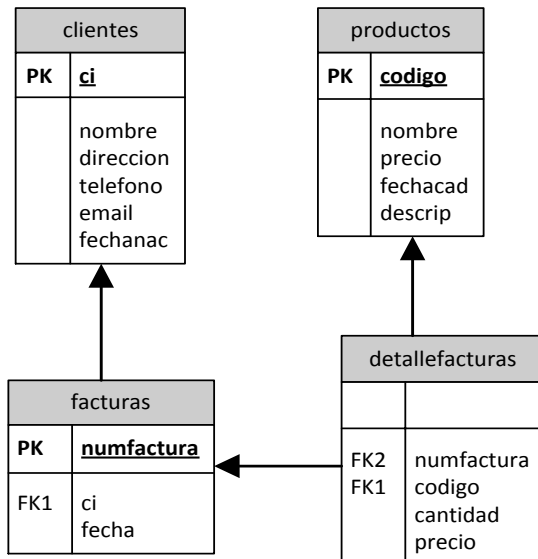 clientes
PK ci
nombre
direccion
telefono
email
fechanac
productos
PK codigo
nombre
precio
fechacad
descrip
facturas
PK numfactura
FK1 ci
fecha
detallefacturas
FK2 numfactura
FK1 codigo
cantidad
precio